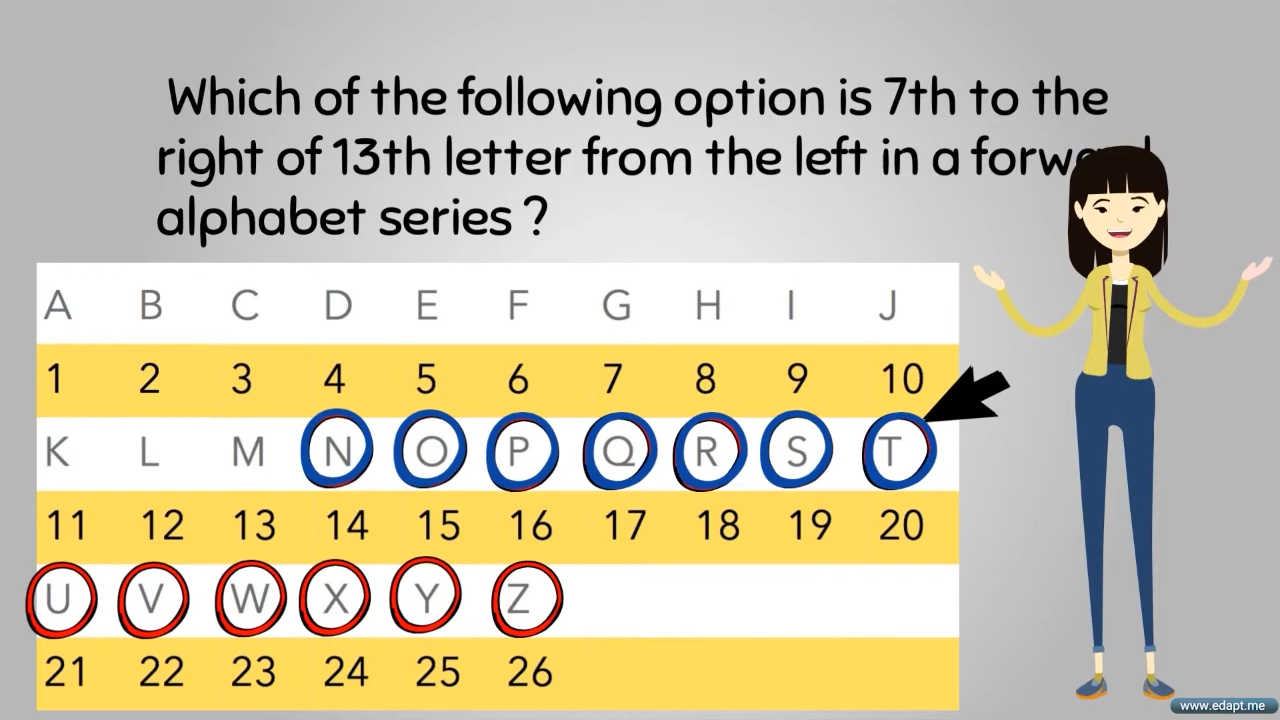 Which of the following option is 7th to the
right of 13th letter from the left in a forward
alphabet series ?
A B C D E F G H I J
1 2 3 4 5 6 7 8 9 10
K L M N O P Q R S T
11 12 13 14 15 16 17 18 19 20
U V W X Y Z
21 22 23 24 25 26
www.edapt.me